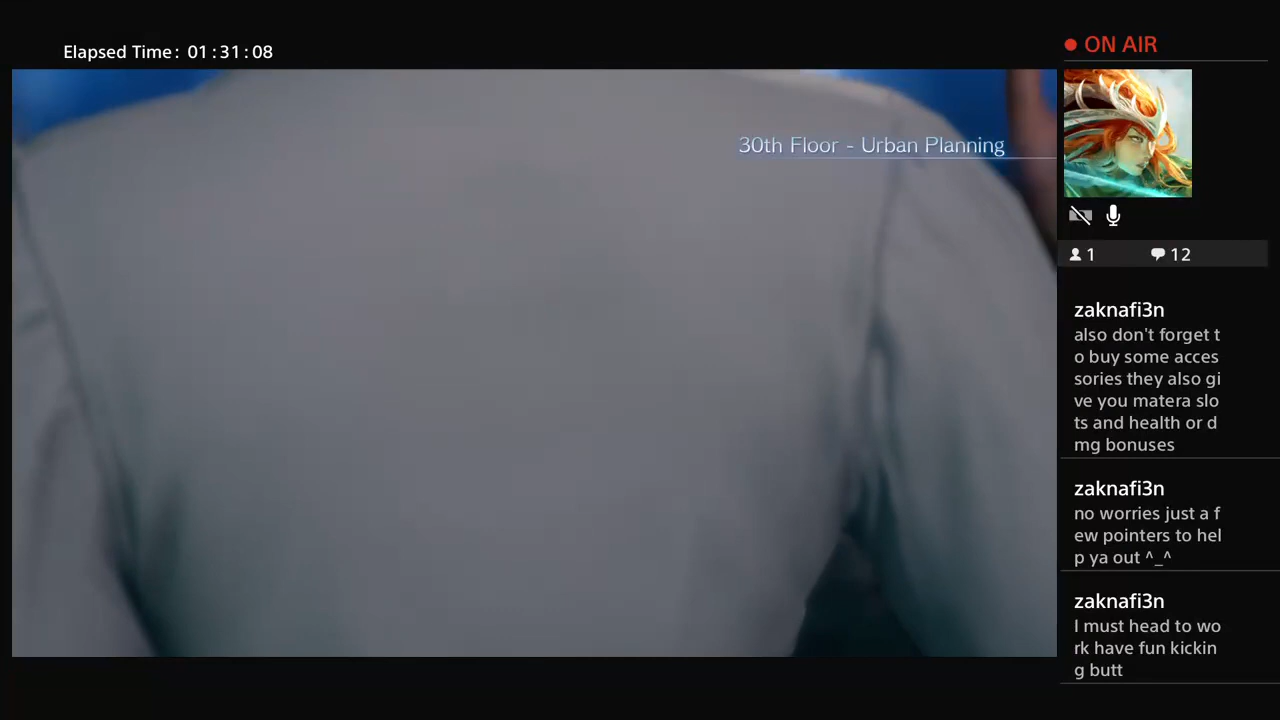 Elapsed Time: 01:31:08
ON AIR
30th Floor - Urban Planning
1
12
zaknafi3n
also don't forget t
o buy some acces
sories they also gi
ve you matera slo
ts and health or d
mg bonuses
zaknafi3n
no worries just a f
ew pointers to hel
p ya out ^_^
zaknafi3n
I must head to wo
rk have fun kickin
g butt